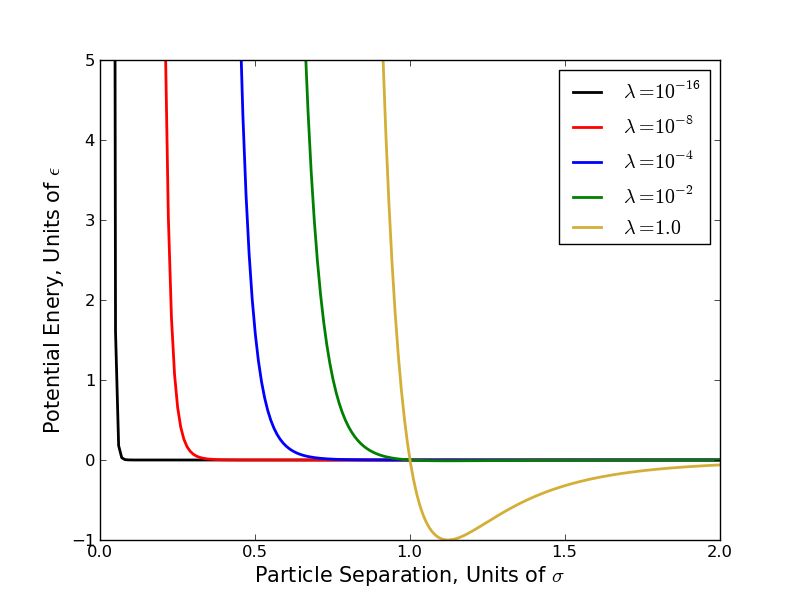 5
4
3
2
1
0
−1
0.0 0.5 1.0 1.5 2.0
Potential Enery, Units of ϵ
Particle Separation, Units of σ
λ=10⁻¹⁶
λ=10⁻⁸
λ=10⁻⁴
λ=10⁻²
λ=1.0